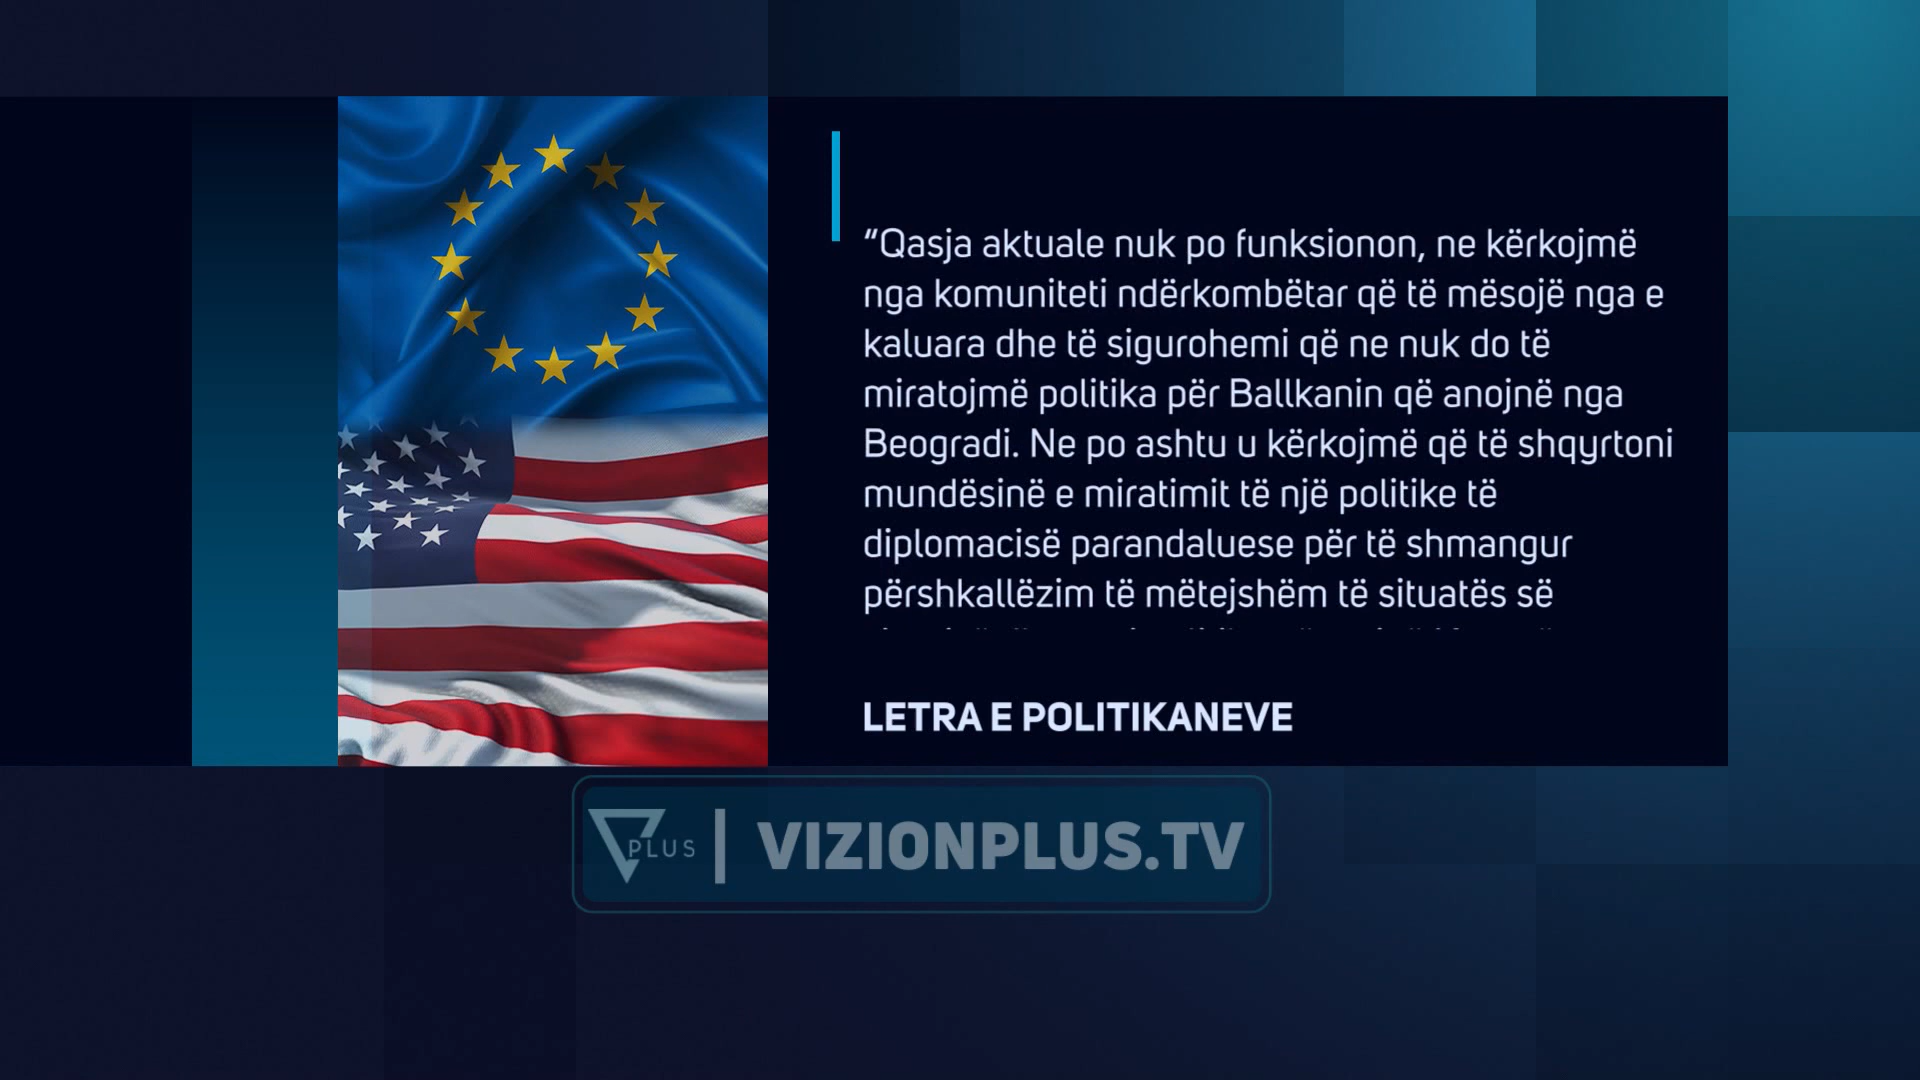 “Qasja aktuale nuk po funksionon, ne kërkojmë
nga komuniteti ndërkombëtar që të mësojë nga e
kaluara dhe të sigurohemi që ne nuk do të
miratojmë politika për Ballkanin që anojnë nga
Beogradi. Ne po ashtu u kërkojmë që të shqyrtoni
mundësinë e miratimit të një politike të
diplomacisë parandaluese për të shmangur
përshkallëzim të mëtejshëm të situatës së
LETRA E POLITIKANEVE
PLUS | VIZIONPLUS.TV